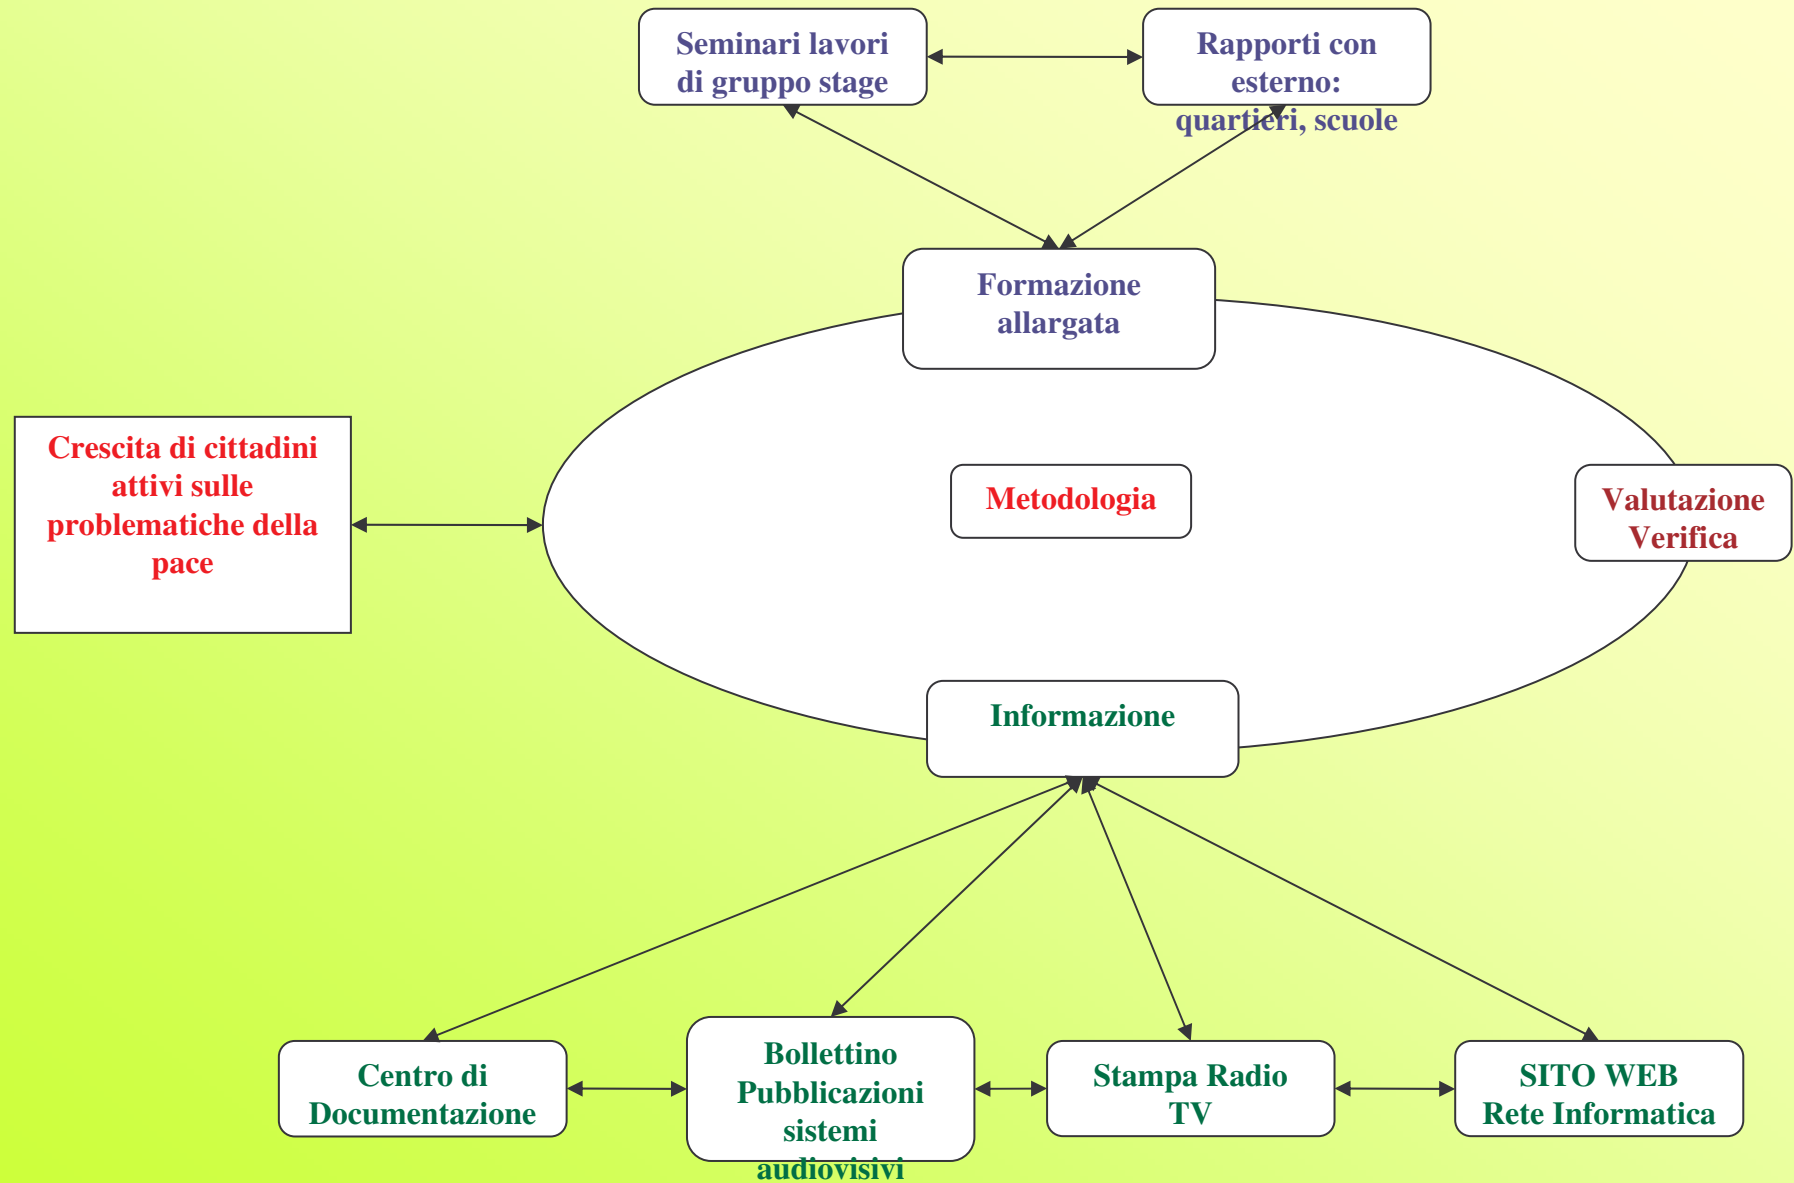 Seminari lavori
di gruppo stage
Rapporti con
esterno:
quartieri, scuole
Formazione
allargata
Crescita di cittadini
attivi sulle
problematiche della
pace
Metodologia
Valutazione
Verifica
Informazione
Centro di
Documentazione
Bollettino
Pubblicazioni
sistemi
audiovisivi
Stampa Radio
TV
SITO WEB
Rete Informatica